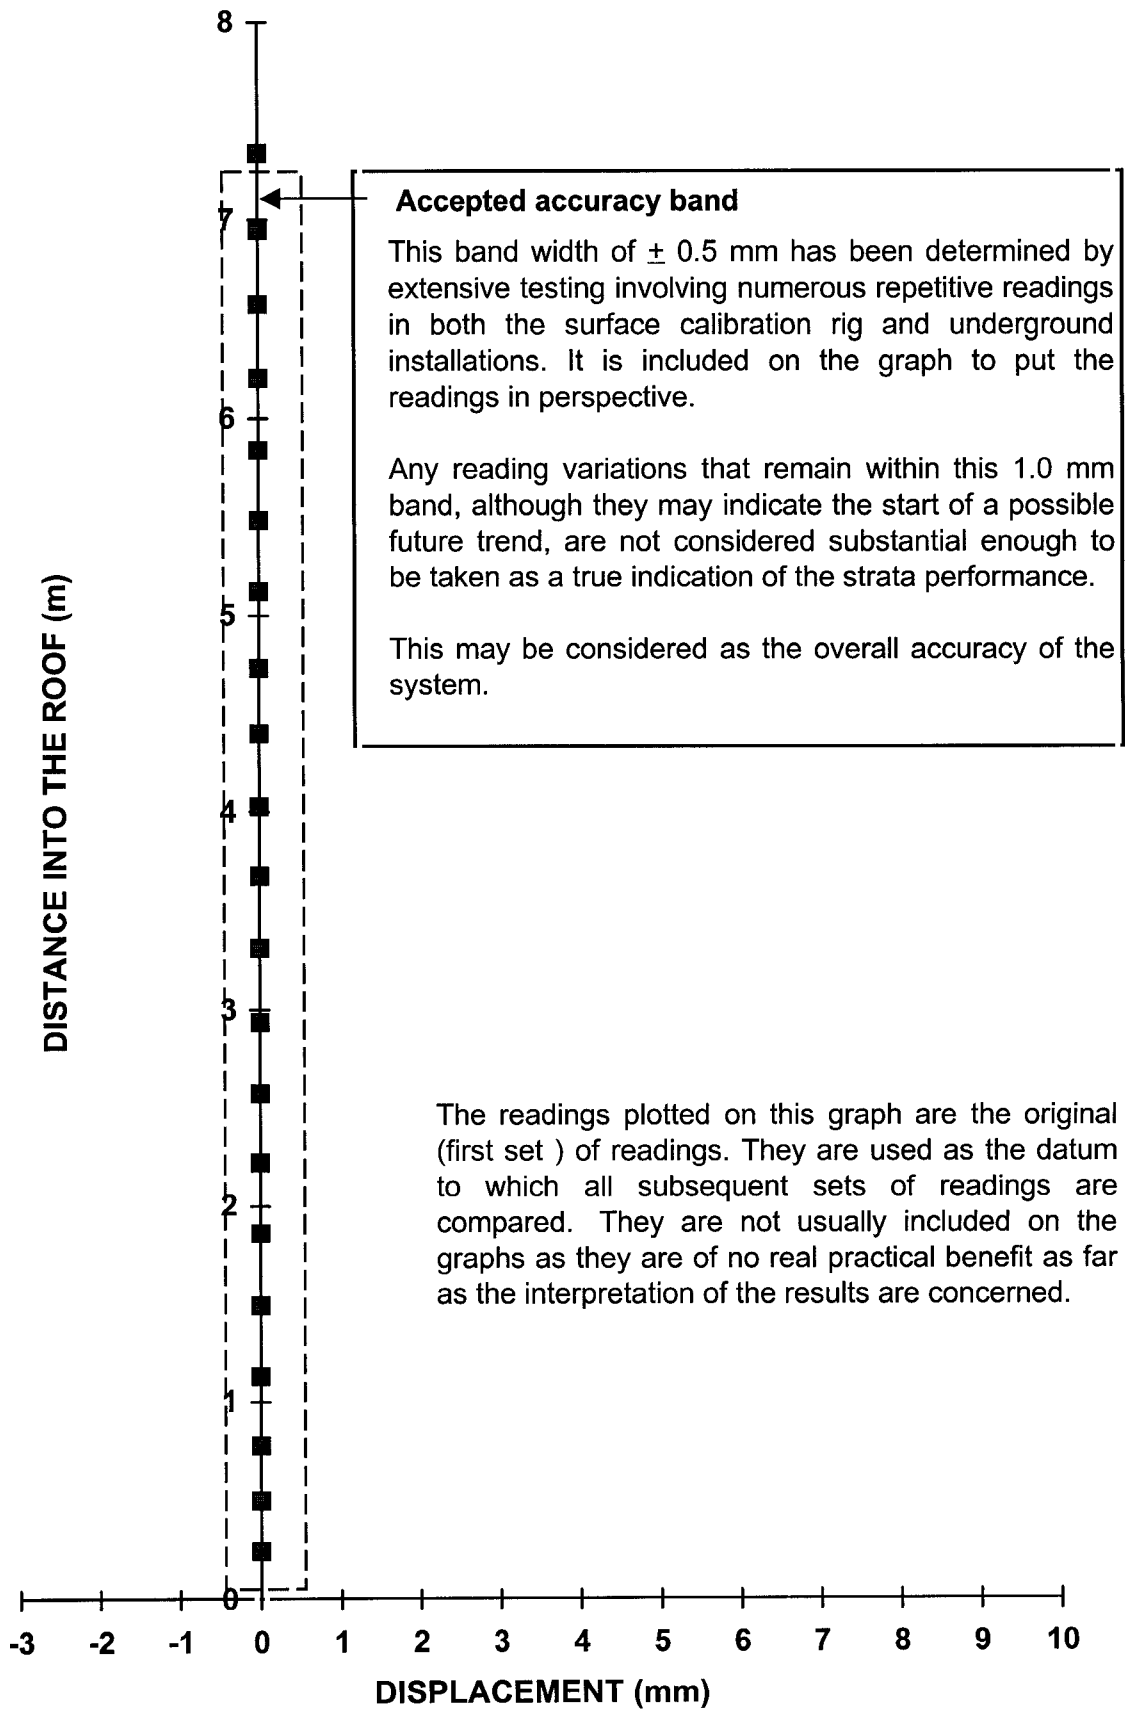 8
Accepted accuracy band
7
This band width of ± 0.5 mm has been determined by
extensive testing involving numerous repetitive readings
in both the surface calibration rig and underground
installations. It is included on the graph to put the
readings in perspective.
6
Any reading variations that remain within this 1.0 mm
band, although they may indicate the start of a possible
future trend, are not considered substantial enough to
be taken as a true indication of the strata performance.
5
This may be considered as the overall accuracy of the
system.
DISTANCE INTO THE ROOF (m)
4
3
The readings plotted on this graph are the original
(first set ) of readings. They are used as the datum
to which all subsequent sets of readings are
compared. They are not usually included on the
graphs as they are of no real practical benefit as far
as the interpretation of the results are concerned.
2
1
0
-3 -2 -1 0 1 2 3 4 5 6 7 8 9 10
DISPLACEMENT (mm)